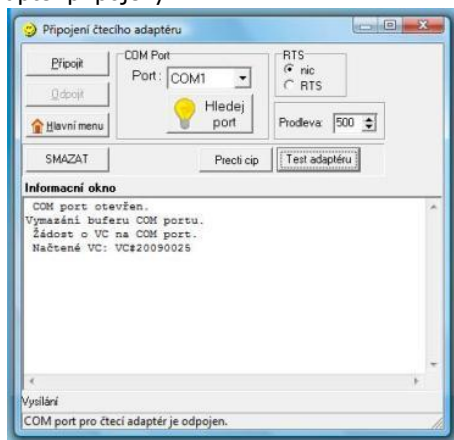 Připojení čtecího adaptéru
Připojit
Odpojit
Hlavní menu
COM Port
Port :
COM1
Hledej
port
RTS
nic
RTS
Prodleva:
500
SMAZAT
Precti cip
Test adaptéru
Informacní okno
COM port otevřen.
Vymazání buferu COM portu.
Žádost o VC na COM port.
Načtené VC: VC#20090025
Vysílání
COM port pro čtecí adaptér je odpojen.